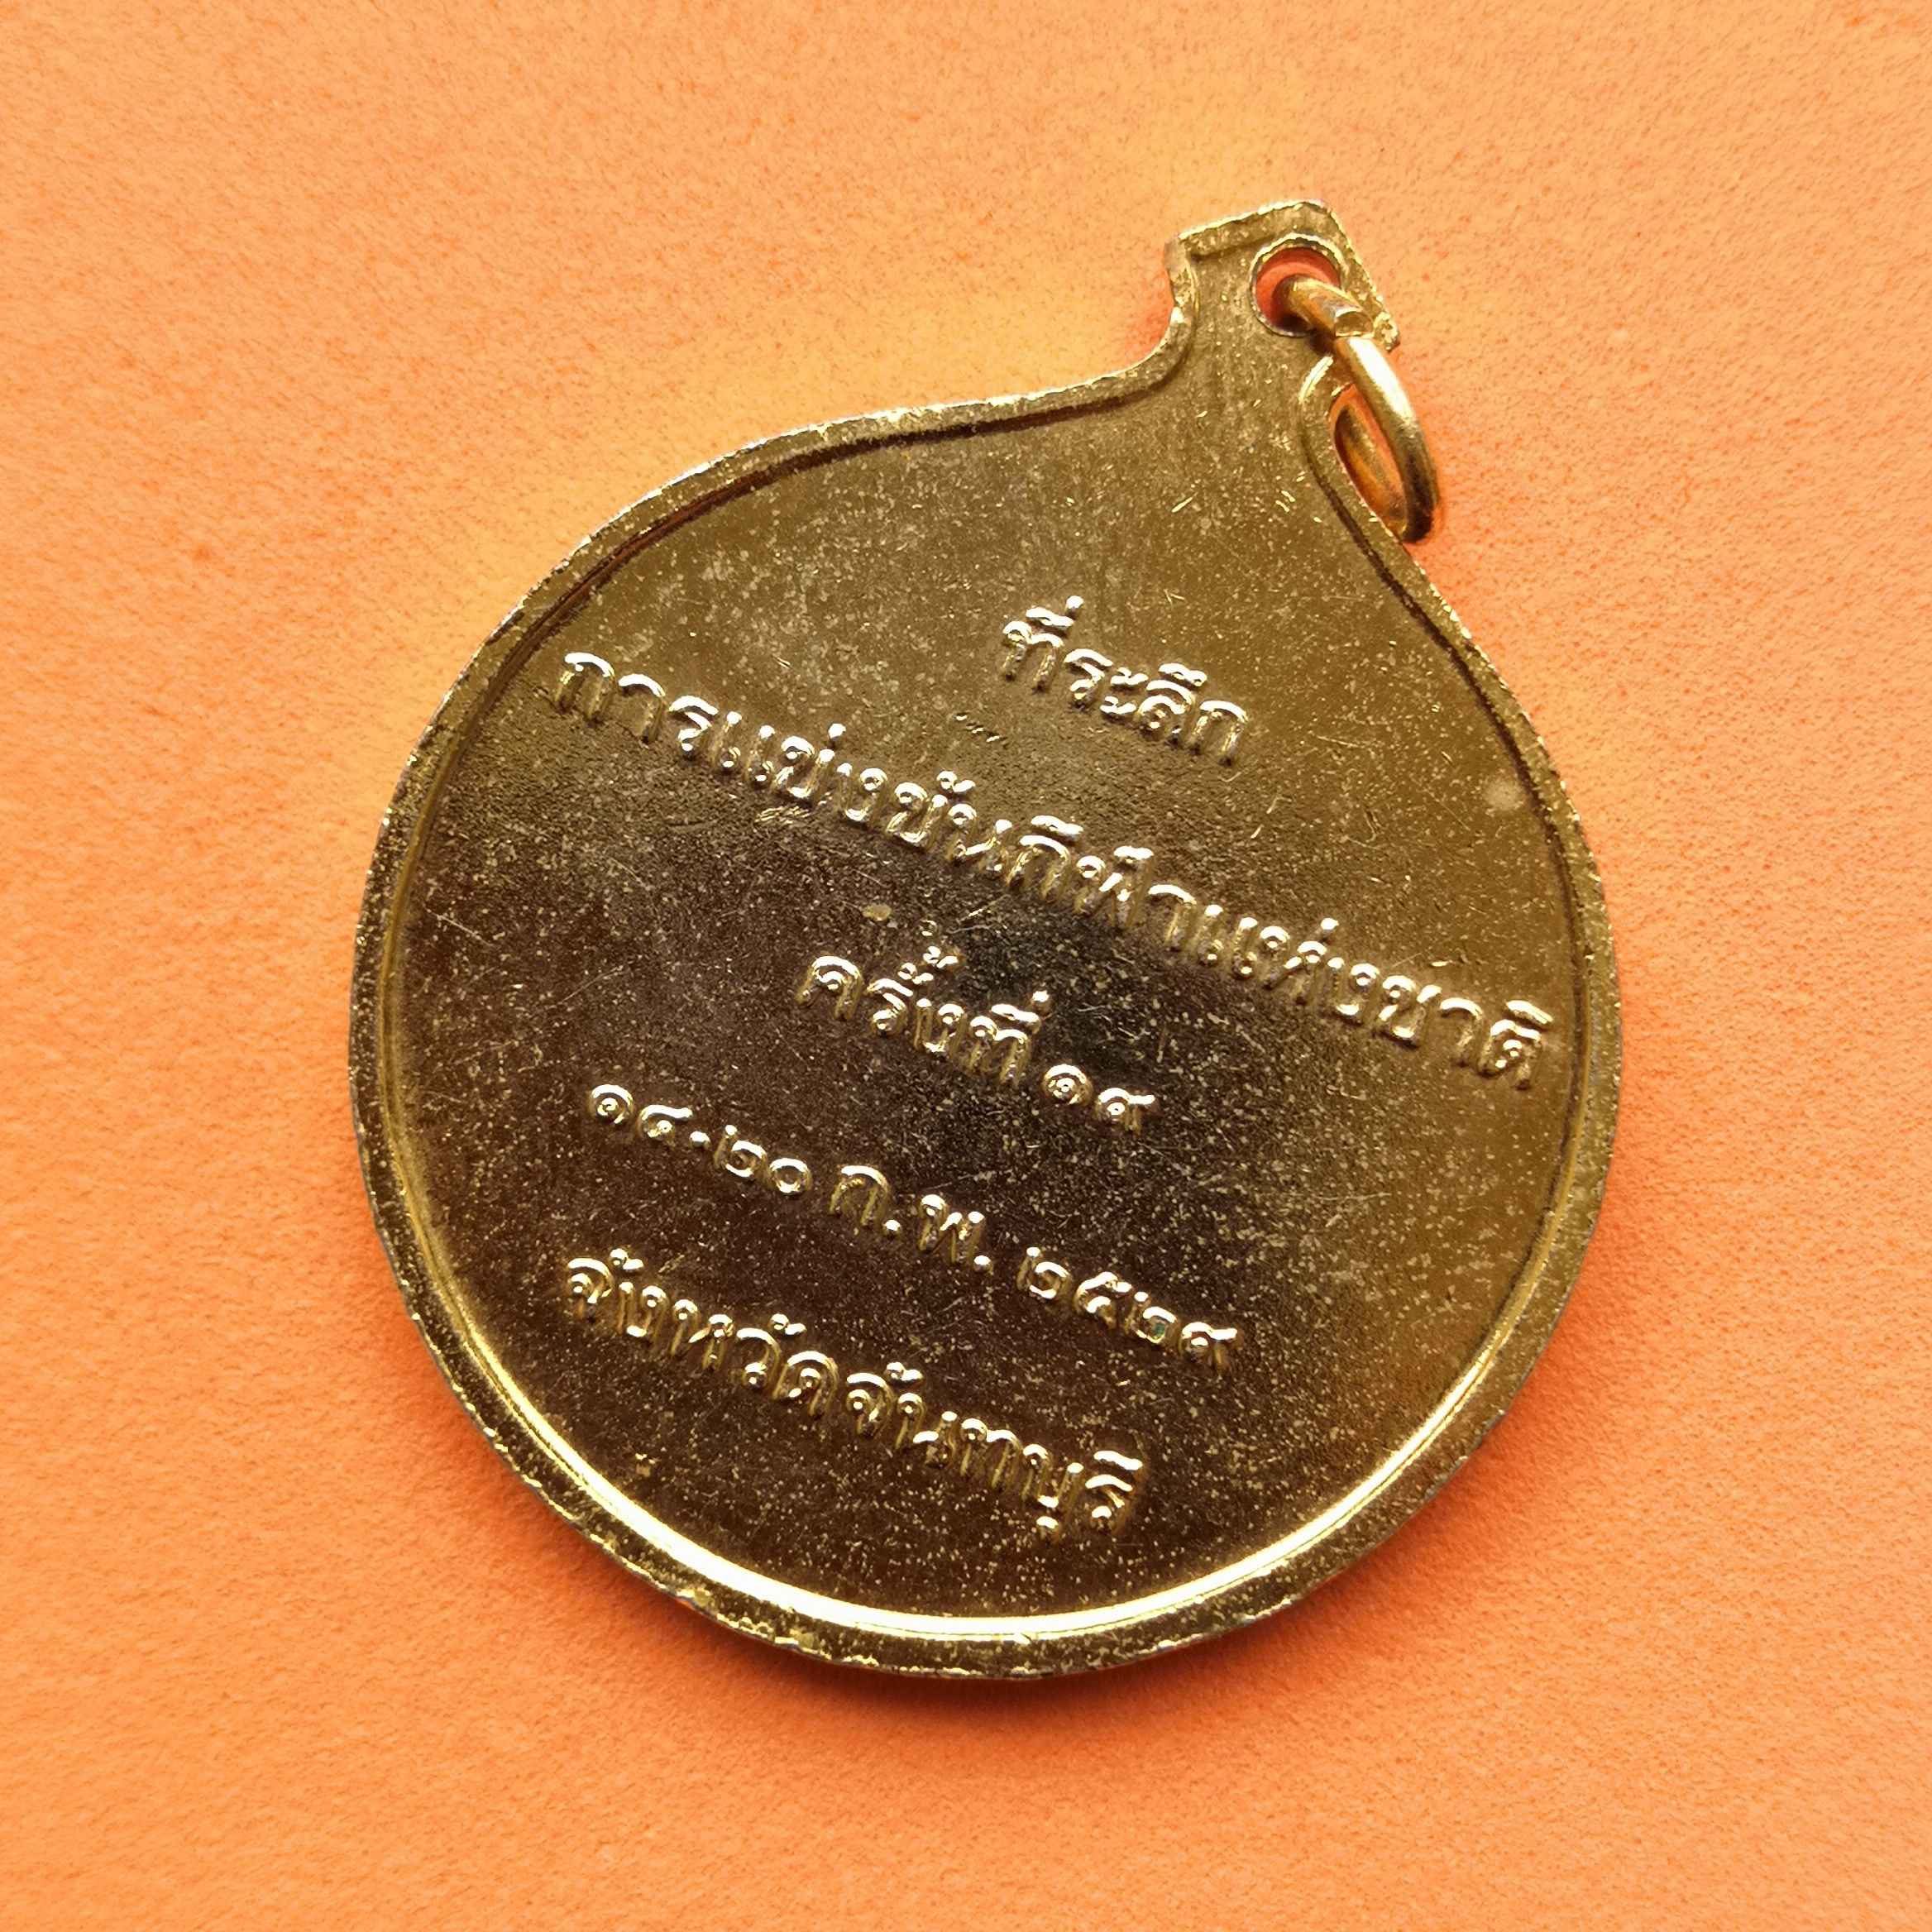 ที่ระลึก
การแข่งขันกีฬาแห่งชาติ
ครั้งที่ ๑๙
๑๔-๒๐ ก.พ. ๒๕๒๙
จังหวัดจันทบุรี